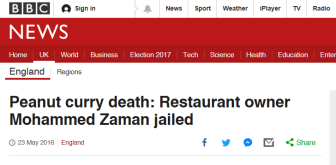 BBC Sign in News Sport Weather iPlayer TV Radio
NEWS
Home UK World Business Election 2017 Tech Science Health Education Enter
England Regions
Peanut curry death: Restaurant owner
Mohammed Zaman jailed
23 May 2016 England Share